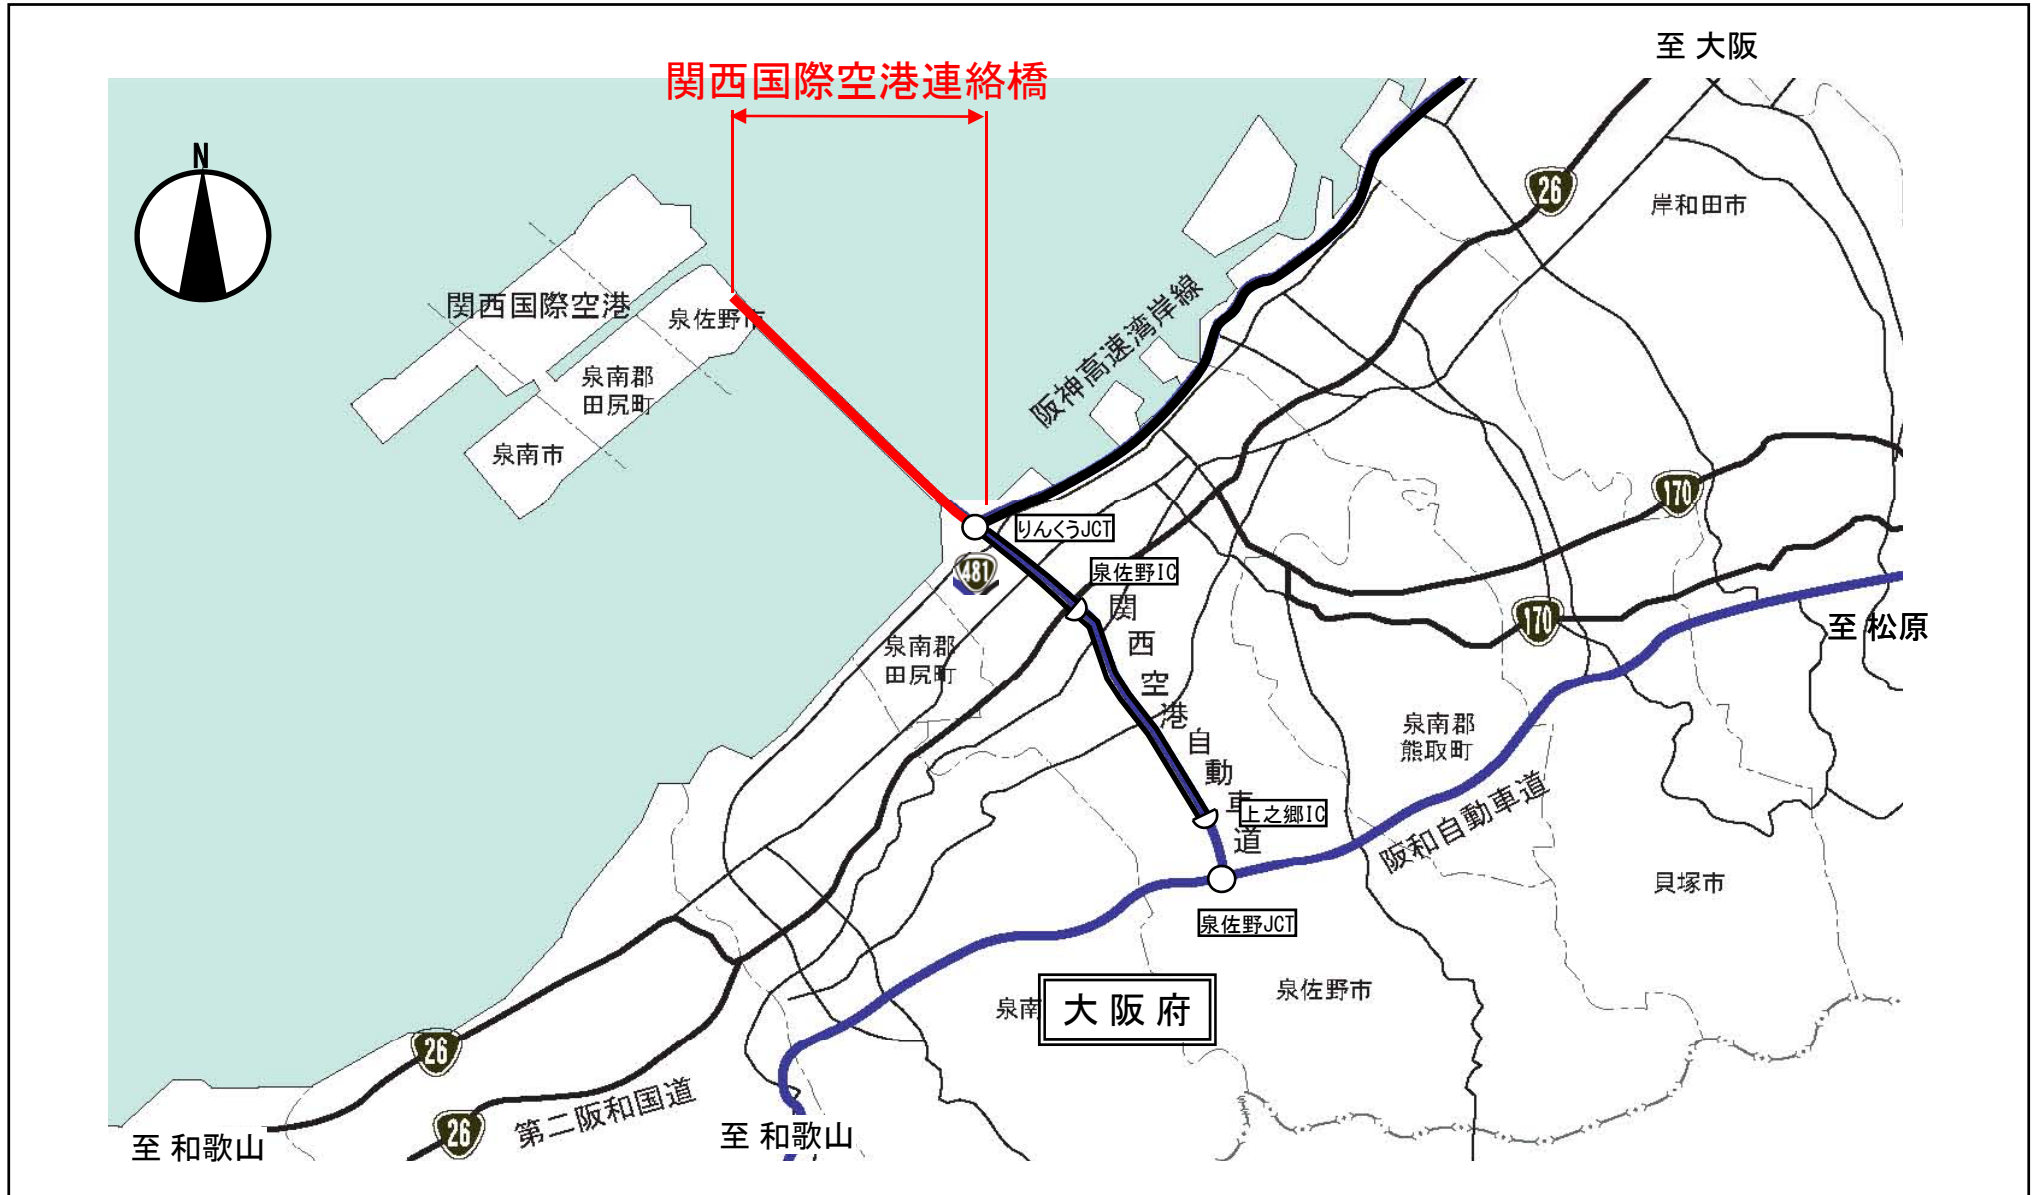 至 大阪
関西国際空港連絡橋
N
26
岸和田市
関西国際空港
泉佐野市
阪神高速湾岸線
泉南郡
田尻町
泉南市
170
りんくうJCT
481
泉佐野IC
関西空港自動車道
170
至 松原
泉南郡
田尻町
泉南郡
熊取町
上之郷IC
阪和自動車道
貝塚市
泉佐野JCT
泉佐野市
泉南
大阪府
26
第二阪和国道
26
至 和歌山
至 和歌山